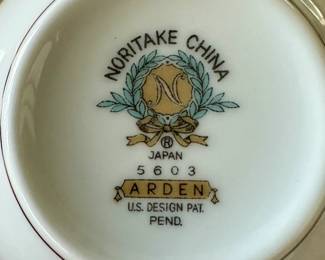 NORITAKE CHINA
N
®
JAPAN
5603
ARDEN
U.S. DESIGN PAT.
PEND.